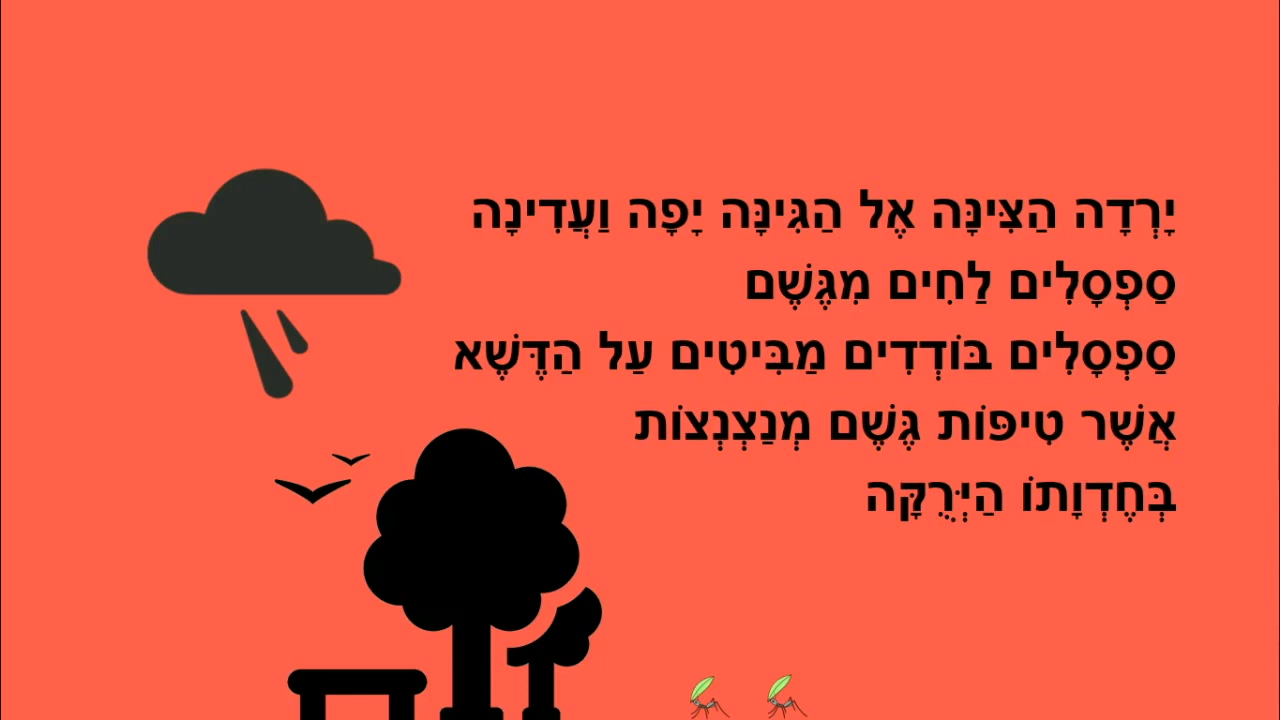 יָרְדָה הַצִּינָּה אֶל הַגִּינָּה יָפָה וַעֲדִינָה
סַפְסָלִים לַחִים מִגֶּשֶׁם
סַפְסָלִים בּוֹדְדִים מַבִּיטִים עַל הַדֶּשֶׁא
אֲשֶׁר טִיפּוֹת גֶּשֶׁם מְנַצְנְצוֹת
בְּחֶדְוָתוֹ הַיְּרֻקָּה